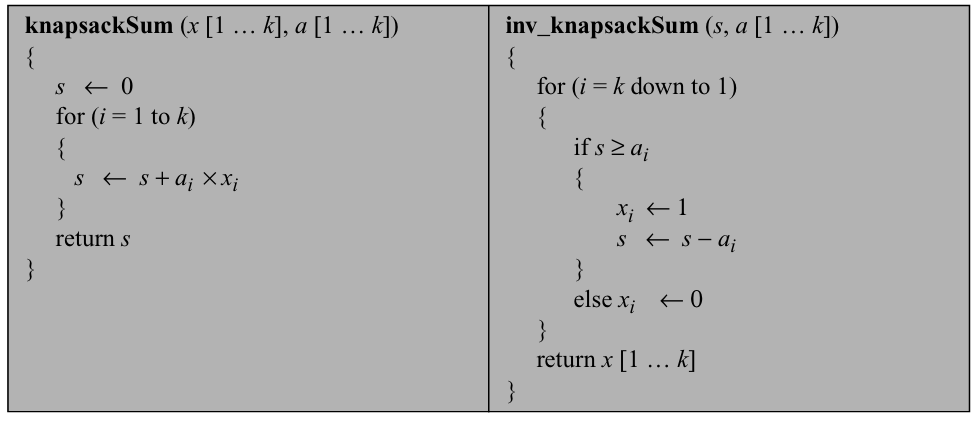 knapsackSum (x [1 … k], a [1 … k])
{
s ← 0
for (i = 1 to k)
{
s ← s + a_i × x_i
}
return s
}
inv_knapsackSum (s, a [1 … k])
{
for (i = k down to 1)
{
if s ≥ a_i
{
x_i ← 1
s ← s − a_i
}
else x_i ← 0
}
return x [1 … k]
}